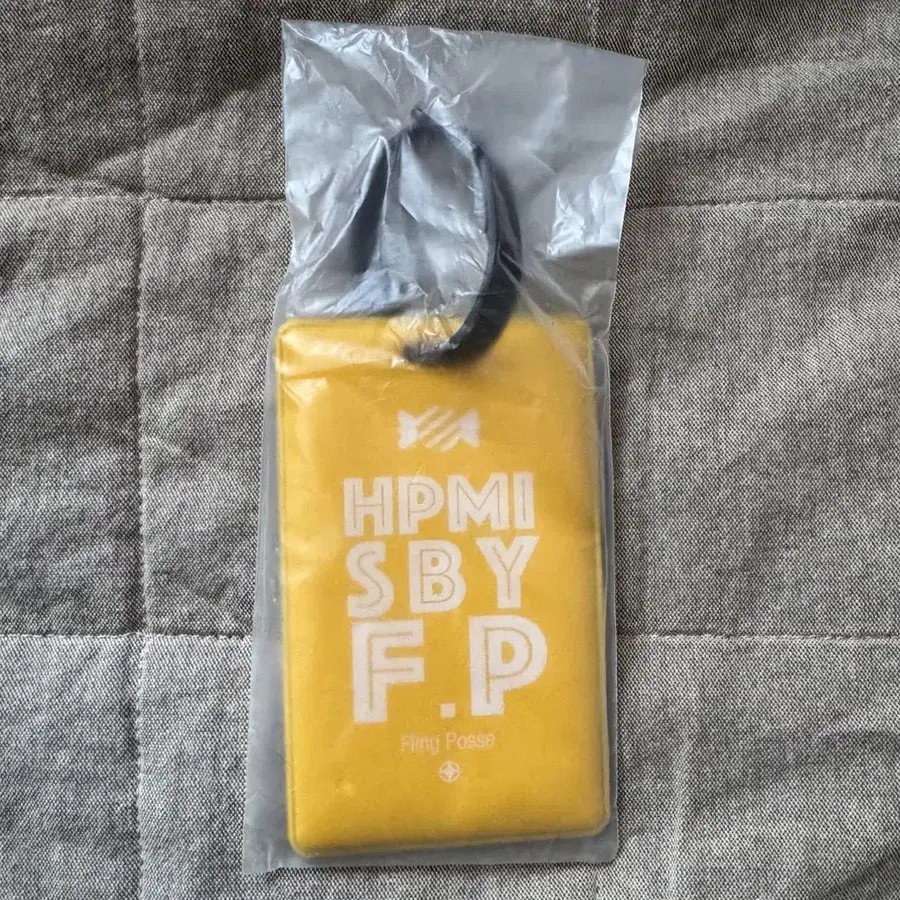 HPMI
SBY
F.P
Fling Posse